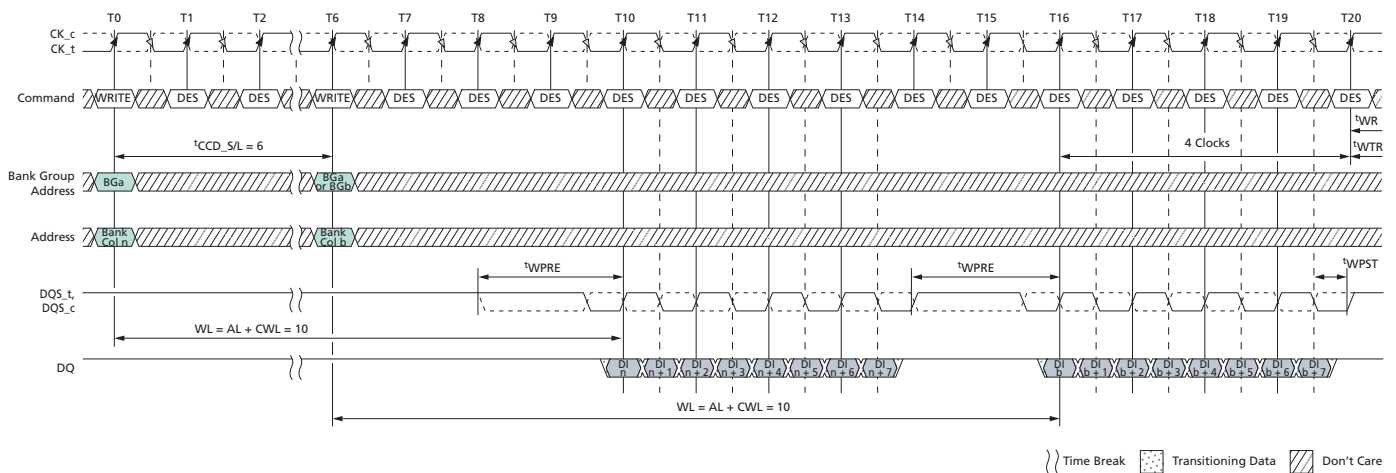 T0 T1 T2 T6 T7 T8 T9 T10 T11 T12 T13 T14 T15 T16 T17 T18 T19 T20
CK_c
CK_t
Command WRITE DES DES WRITE DES DES DES DES DES DES DES DES DES DES DES DES DES DES
tWR
tCCD_S/L = 6
4 Clocks
tWTR
Bank Group
Address
BGa
BGa
or BGb
Address
Bank
Col n
Bank
Col b
tWPRE tWPRE tWPST
DQS_t,
DQS_c
WL = AL + CWL = 10
DQ
DI
n
DI
n + 1
DI
n + 2
DI
n + 3
DI
n + 4
DI
n + 5
DI
n + 6
DI
n + 7
DI
b
DI
b + 1
DI
b + 2
DI
b + 3
DI
b + 4
DI
b + 5
DI
b + 6
DI
b + 7
WL = AL + CWL = 10
Time Break Transitioning Data Don't Care